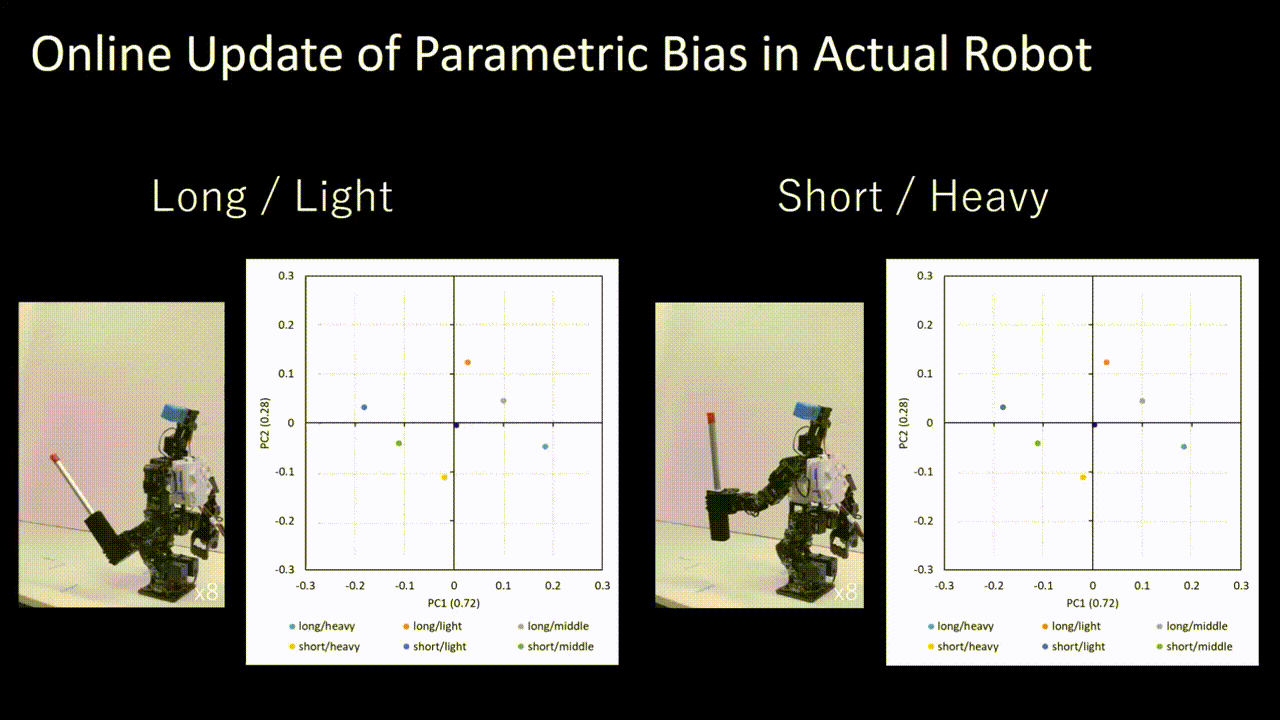 Online Update of Parametric Bias in Actual Robot
Long / Light
Short / Heavy
x8
0.3
0.2
0.1
0
-0.1
-0.2
-0.3
-0.3 -0.2 -0.1 0 0.1 0.2 0.3
PC2 (0.28)
PC1 (0.72)
long/heavy long/light long/middle
short/heavy short/light short/middle
x8
0.3
0.2
0.1
0
-0.1
-0.2
-0.3
-0.3 -0.2 -0.1 0 0.1 0.2 0.3
PC2 (0.28)
PC1 (0.72)
long/heavy long/light long/middle
short/heavy short/light short/middle